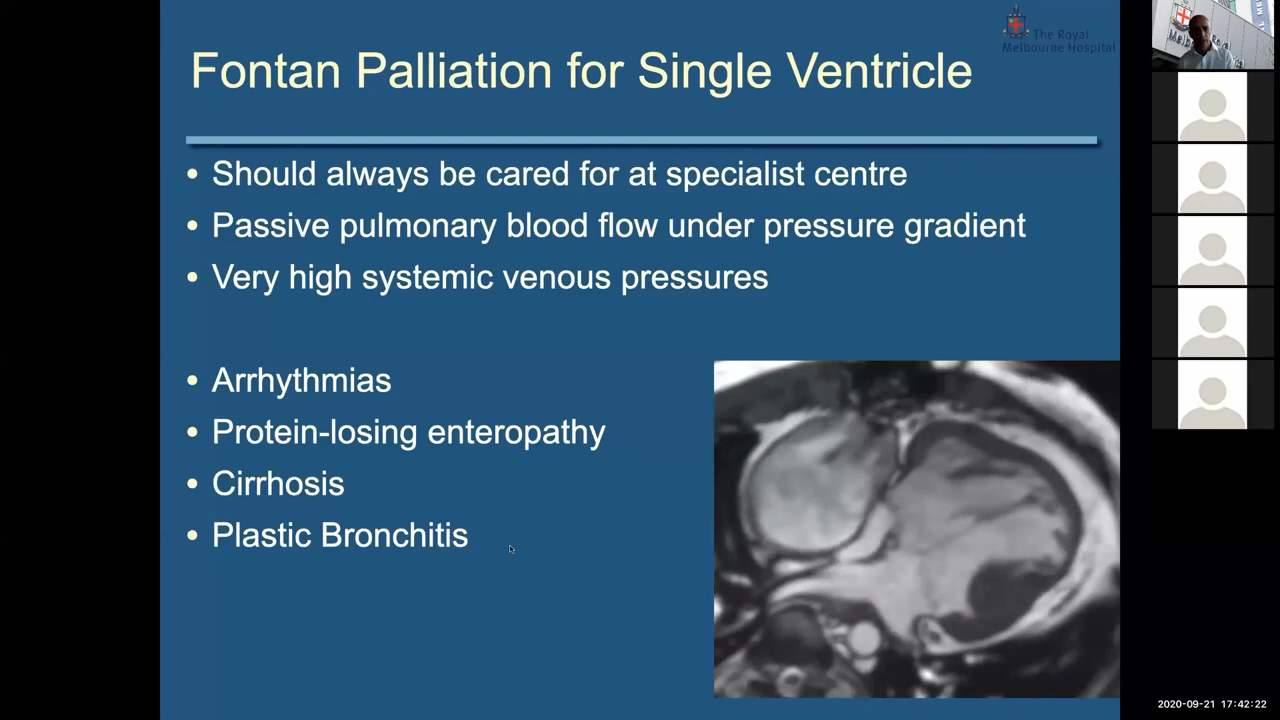 The Royal
Melbourne Hospital
Fontan Palliation for Single Ventricle
• Should always be cared for at specialist centre
• Passive pulmonary blood flow under pressure gradient
• Very high systemic venous pressures
• Arrhythmias
• Protein-losing enteropathy
• Cirrhosis
• Plastic Bronchitis
2020-09-21 17:42:22